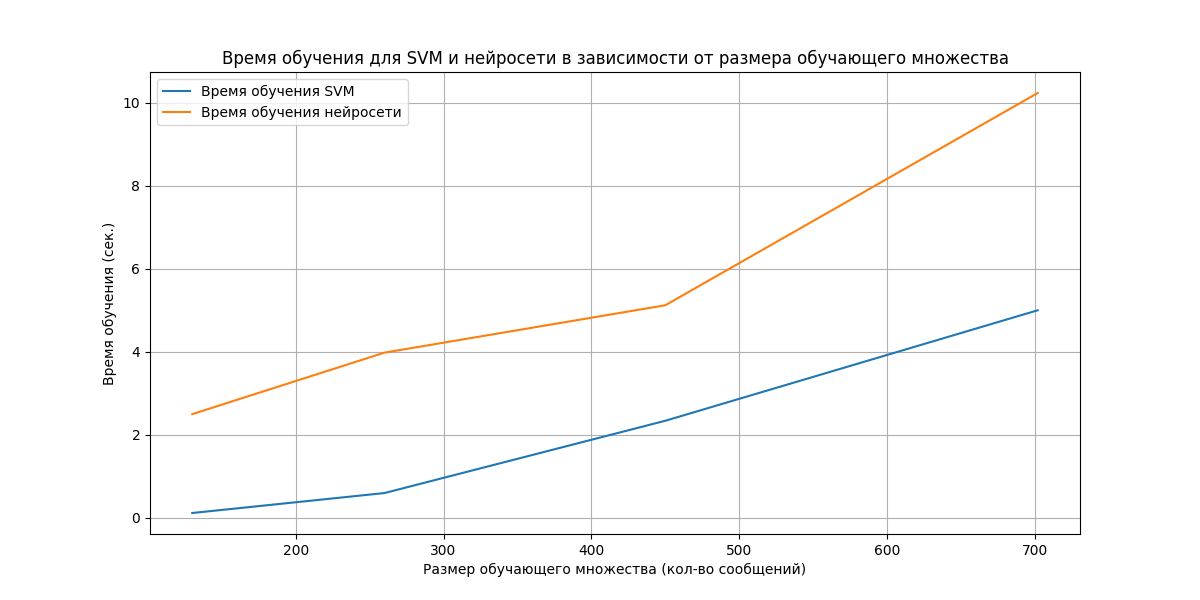 Время обучения для SVM и нейросети в зависимости от размера обучающего множества
Время обучения SVM
Время обучения нейросети
Время обучения (сек.)
10
8
6
4
2
0
200 300 400 500 600 700
Размер обучающего множества (кол-во сообщений)